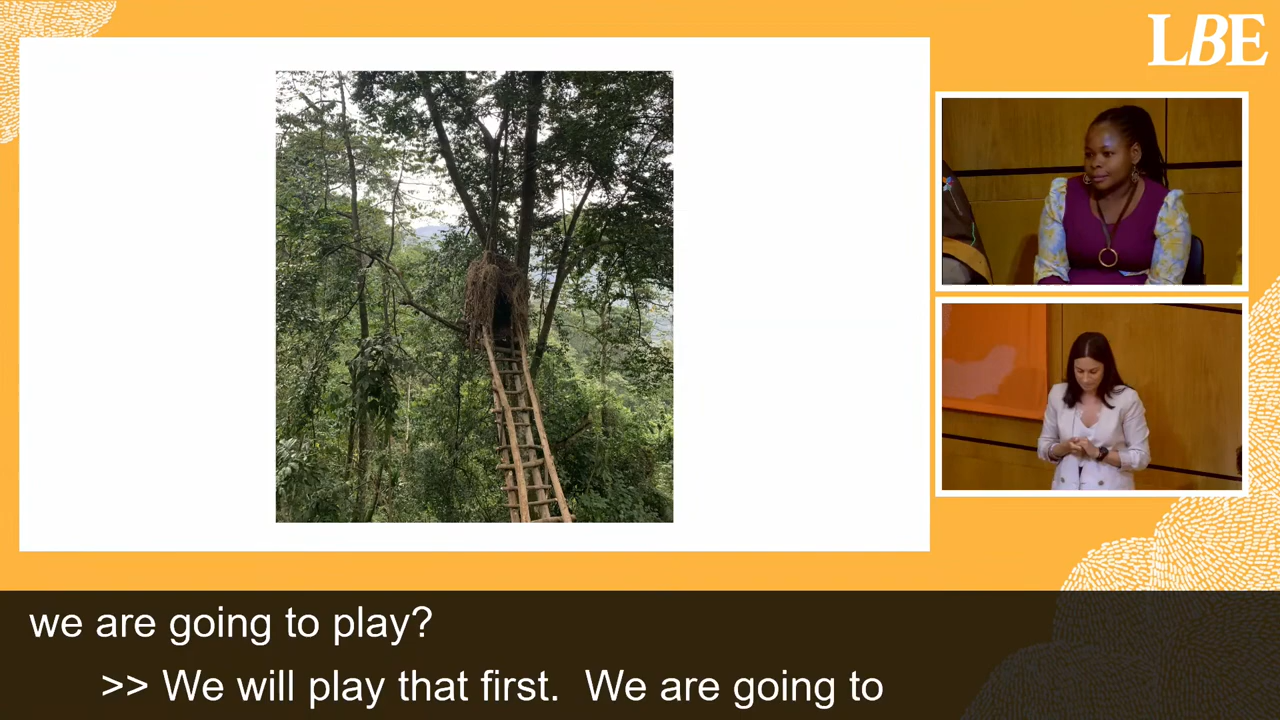 LBE
we are going to play?
>> We will play that first. We are going to